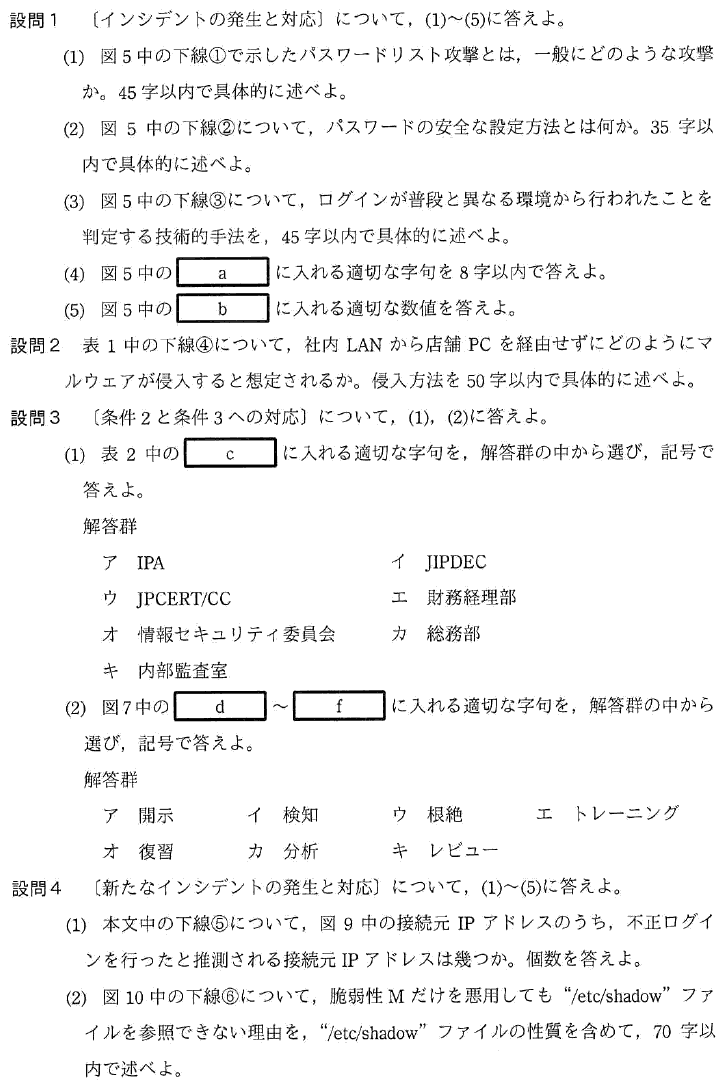 設問1 〔インシデントの発生と対応〕について，(1)～(5)に答えよ。
(1) 図5中の下線①で示したパスワードリスト攻撃とは，一般にどのような攻撃
か。45字以内で具体的に述べよ。
(2) 図5中の下線②について，パスワードの安全な設定方法とは何か。35字以
内で具体的に述べよ。
(3) 図5中の下線③について，ログインが普段と異なる環境から行われたことを
判定する技術的手法を，45字以内で具体的に述べよ。
(4) 図5中の a に入れる適切な字句を8字以内で答えよ。
(5) 図5中の b に入れる適切な数値を答えよ。
設問2 表1中の下線④について，社内LANから店舗PCを経由せずにどのようにマ
ルウェアが侵入すると想定されるか。侵入方法を50字以内で具体的に述べよ。
設問3 〔条件2と条件3への対応〕について，(1)，(2)に答えよ。
(1) 表2中の c に入れる適切な字句を，解答群の中から選び，記号で
答えよ。
解答群
ア IPA イ JIPDEC
ウ JPCERT/CC エ 財務経理部
オ 情報セキュリティ委員会 カ 総務部
キ 内部監査室
(2) 図7中の d ～ f に入れる適切な字句を，解答群の中から
選び，記号で答えよ。
解答群
ア 開示 イ 検知 ウ 根絶 エ トレーニング
オ 復習 カ 分析 キ レビュー
設問4 〔新たなインシデントの発生と対応〕について，(1)～(5)に答えよ。
(1) 本文中の下線⑤について，図9中の接続元IPアドレスのうち，不正ログイ
ンを行ったと推測される接続元IPアドレスは幾つか。個数を答えよ。
(2) 図10中の下線⑥について，脆弱性Mだけを悪用しても“/etc/shadow”ファ
イルを参照できない理由を，“/etc/shadow”ファイルの性質を含めて，70字以
内で述べよ。